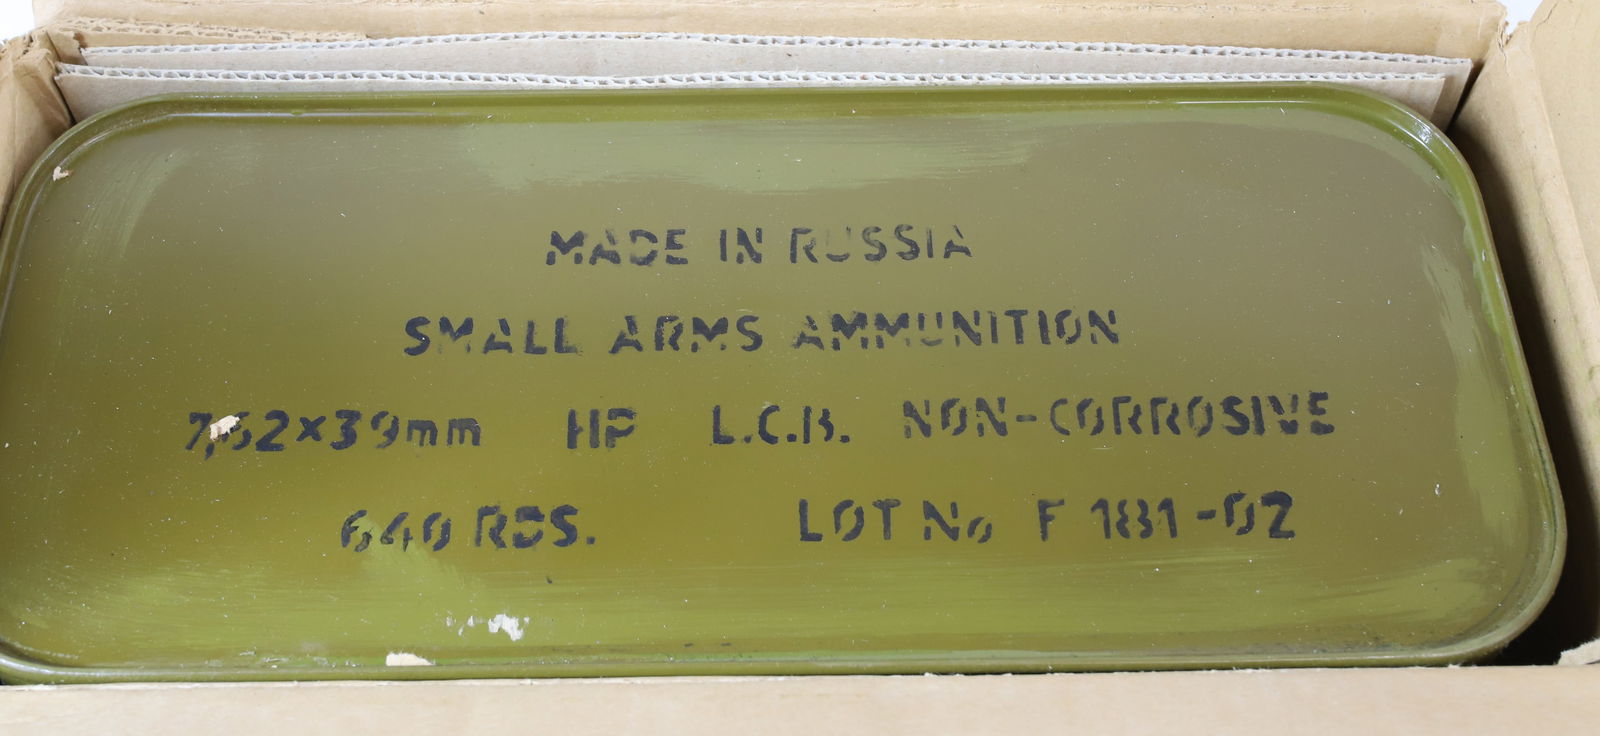 MADE IN RUSSIA
SMALL ARMS AMMUNITION
7,62x39mm HP L.C.B. NON-CORROSIVE
640 RDS. LOT No F 181-02